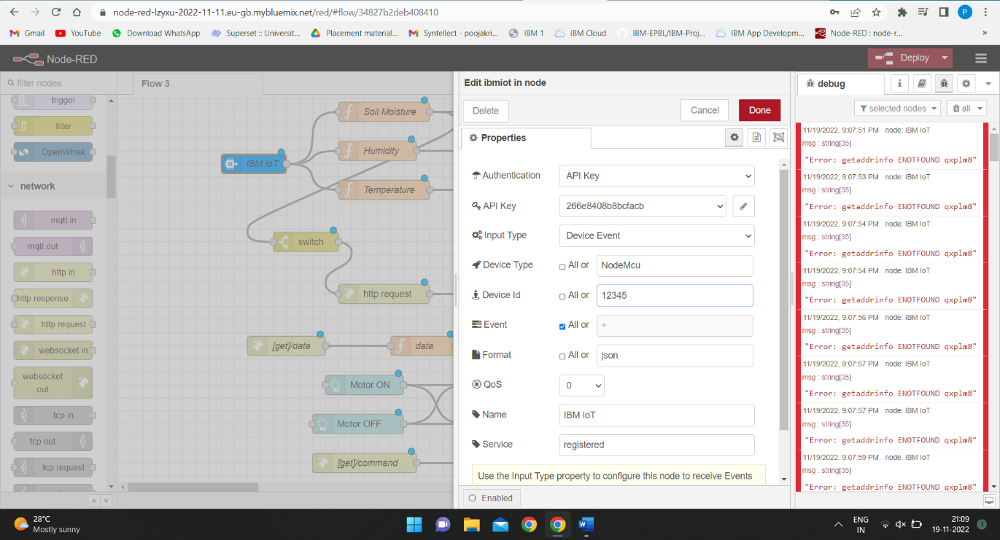 node-red-lzyxu-2022-11-11.eu-gb.mybluemix.net/red/#flow/34827b2deb408410
P
Gmail
YouTube
Download WhatsApp
Superset :: Universit...
Placement material...
Syntellect - poojakri...
IBM 1
IBM Cloud
IBM-EPBL/IBM-Proj...
IBM App Developm...
Node-RED : node-r...
»
Node-RED
Deploy
filter nodes
trigger
filter
OpenWhisk
network
mqtt in
mqtt out
http in
http response
http request
websocket in
websocket
out
tcp in
tcp out
tcp request
Flow 3
Soil Moisture
Humidity
IBM IoT
Temperature
switch
http request
[get]/data
data
Motor ON
Motor OFF
[get]/command
Edit ibmiot in node
Delete
Cancel
Done
Properties
Authentication
API Key
API Key
266e8408b8bcfacb
Input Type
Device Event
Device Type
All or
NodeMcu
Device Id
All or
12345
Event
All or
+
Format
All or
json
QoS
0
Name
IBM IoT
Service
registered
Use the Input Type property to configure this node to receive Events
Enabled
debug
i
selected nodes
all
11/19/2022, 9:07:51 PM node: IBM IoT
msg : string[35]
"Error: getaddrinfo ENOTFOUND qxplm8"
11/19/2022, 9:07:53 PM node: IBM IoT
msg : string[35]
"Error: getaddrinfo ENOTFOUND qxplm8"
11/19/2022, 9:07:54 PM node: IBM IoT
msg : string[35]
"Error: getaddrinfo ENOTFOUND qxplm8"
11/19/2022, 9:07:54 PM node: IBM IoT
msg : string[35]
"Error: getaddrinfo ENOTFOUND qxplm8"
11/19/2022, 9:07:56 PM node: IBM IoT
msg : string[35]
"Error: getaddrinfo ENOTFOUND qxplm8"
11/19/2022, 9:07:57 PM node: IBM IoT
msg : string[35]
"Error: getaddrinfo ENOTFOUND qxplm8"
11/19/2022, 9:07:57 PM node: IBM IoT
msg : string[35]
"Error: getaddrinfo ENOTFOUND qxplm8"
11/19/2022, 9:07:59 PM node: IBM IoT
msg : string[35]
"Error: getaddrinfo ENOTFOUND qxplm8"
28°C
Mostly sunny
ENG
IN
21:09
19-11-2022
1